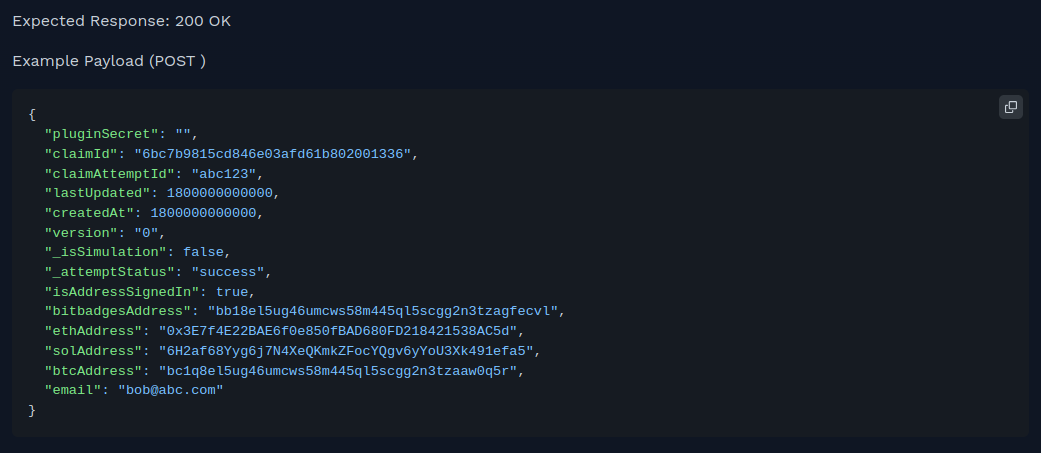 Expected Response: 200 OK
Example Payload (POST )
{
"pluginSecret": "",
"claimId": "6bc7b9815cd846e03afd61b802001336",
"claimAttemptId": "abc123",
"lastUpdated": 1800000000000,
"createdAt": 1800000000000,
"version": "0",
"_isSimulation": false,
"_attemptStatus": "success",
"isAddressSignedIn": true,
"bitbadgesAddress": "bb18el5ug46umcws58m445ql5scgg2n3tzagfecvl",
"ethAddress": "0x3E7f4E22BAE6f0e850fBAD680FD218421538AC5d",
"solAddress": "6H2af68Yyg6j7N4XeQKmkZFocYQgv6yYoU3Xk491efa5",
"btcAddress": "bc1q8el5ug46umcws58m445ql5scgg2n3tzaaw0q5r",
"email": "bob@abc.com"
}